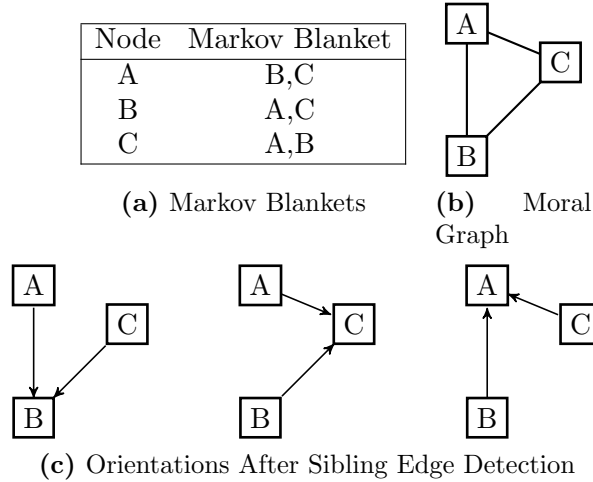 Node Markov Blanket
A B,C
B A,C
C A,B
(a) Markov Blankets
A
C
B
(b) Moral
Graph
A
C
B
A
C
B
A
C
B
(c) Orientations After Sibling Edge Detection